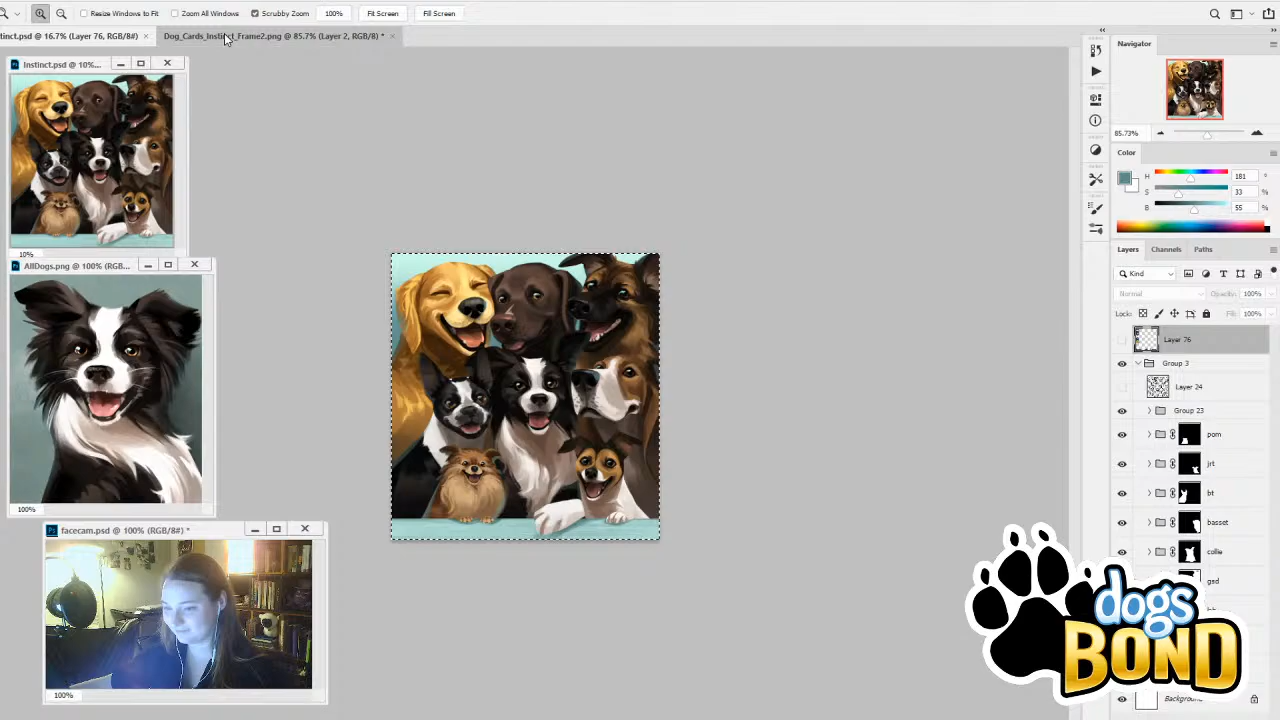 Resize Windows to Fit Zoom All Windows Scrubby Zoom 100% Fit Screen Fill Screen
tinct.psd @ 16.7% (Layer 76, RGB/8#) × Dog_Cards_Instinct_Frame2.png @ 85.7% (Layer 2, RGB/8) * ×
Navigator
Instinct.psd @ 10%...
85.73%
Color
H 181 °
S 33 %
B 55 %
10%
AllDogs.png @ 100% (RGB...
Layers Channels Paths
Kind
Normal Opacity: 100%
Lock: Fill: 100%
Layer 76
Group 3
Layer 24
Group 23
pom
jrt
bt
basset
collie
gsd
100%
facecam.psd @ 100% (RGB/8#) *
dogs
BOND
100%
Background